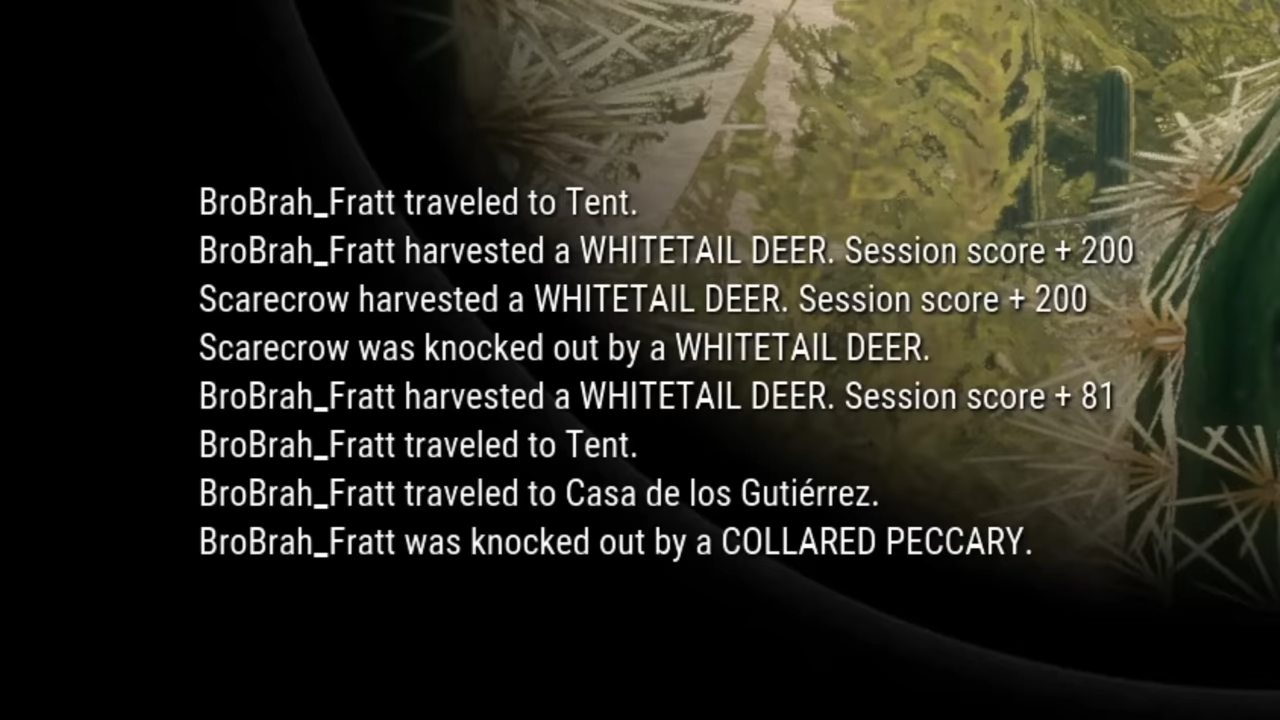 BroBrah_Fratt traveled to Tent.
BroBrah_Fratt harvested a WHITETAIL DEER. Session score + 200
Scarecrow harvested a WHITETAIL DEER. Session score + 200
Scarecrow was knocked out by a WHITETAIL DEER.
BroBrah_Fratt harvested a WHITETAIL DEER. Session score + 81
BroBrah_Fratt traveled to Tent.
BroBrah_Fratt traveled to Casa de los Gutiérrez.
BroBrah_Fratt was knocked out by a COLLARED PECCARY.